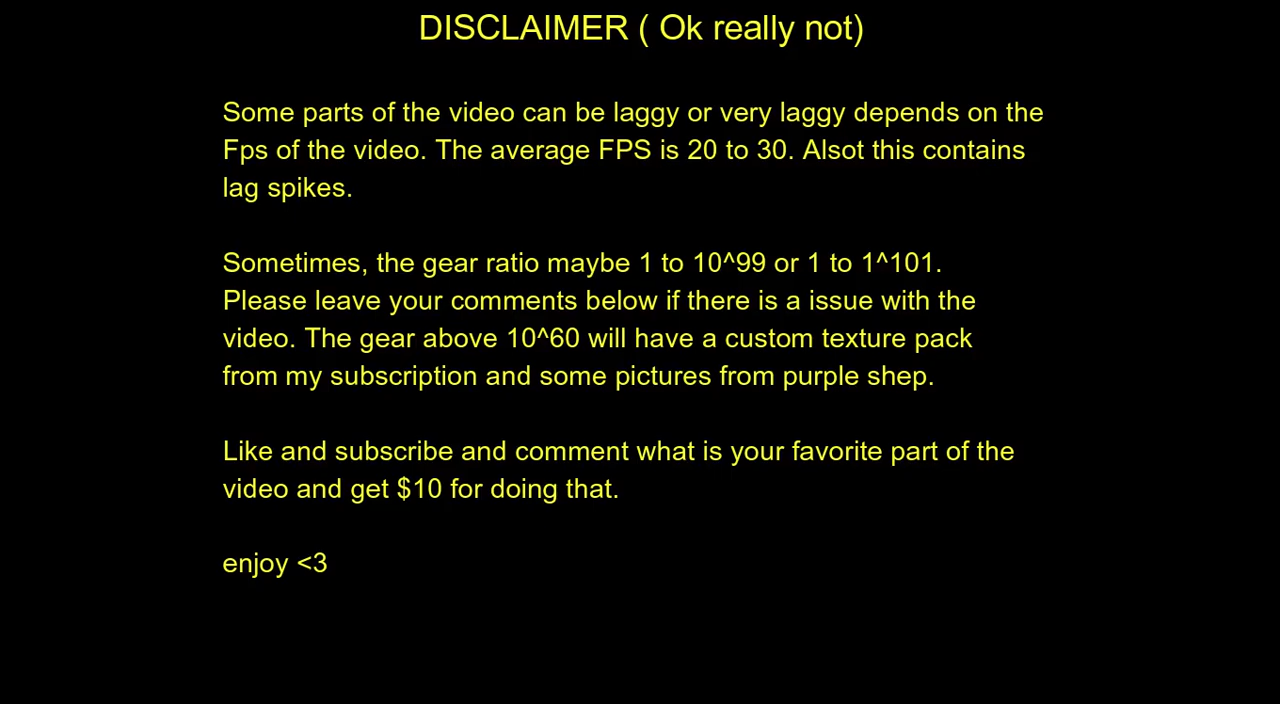 DISCLAIMER ( Ok really not)
Some parts of the video can be laggy or very laggy depends on the
Fps of the video. The average FPS is 20 to 30. Alsot this contains
lag spikes.
Sometimes, the gear ratio maybe 1 to 10^99 or 1 to 1^101.
Please leave your comments below if there is a issue with the
video. The gear above 10^60 will have a custom texture pack
from my subscription and some pictures from purple shep.
Like and subscribe and comment what is your favorite part of the
video and get $10 for doing that.
enjoy <3